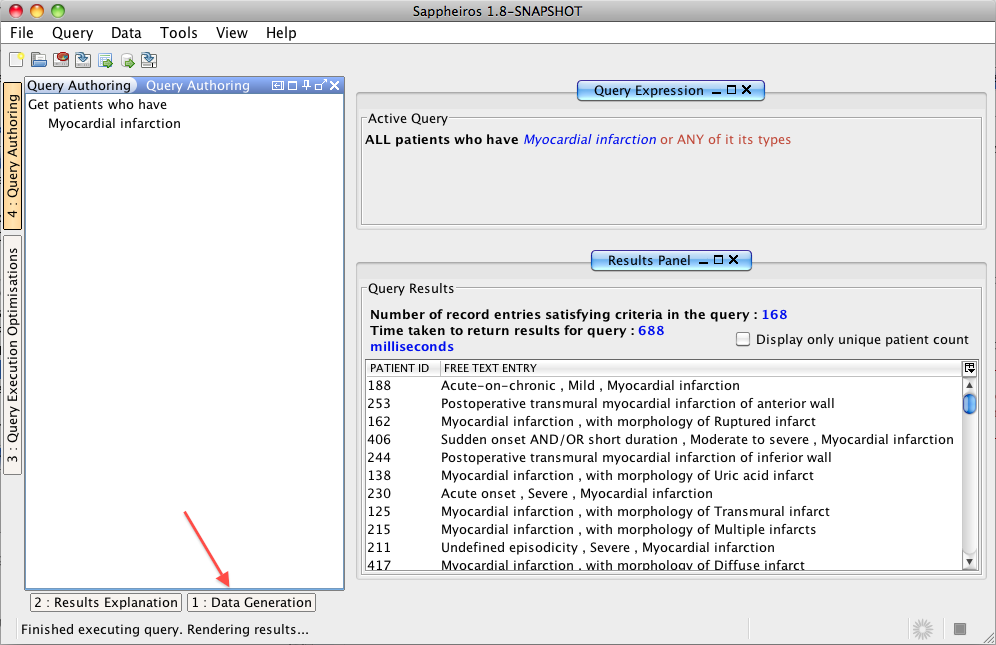 Sappheiros 1.8-SNAPSHOT
File Query Data Tools View Help
4 : Query Authoring
3 : Query Execution Optimisations
Query Authoring Query Authoring
Get patients who have
Myocardial infarction
Query Expression
Active Query
ALL patients who have Myocardial infarction or ANY of it its types
Results Panel
Query Results
Number of record entries satisfying criteria in the query : 168
Time taken to return results for query : 688
milliseconds
Display only unique patient count
PATIENT ID FREE TEXT ENTRY
188 Acute-on-chronic , Mild , Myocardial infarction
253 Postoperative transmural myocardial infarction of anterior wall
162 Myocardial infarction , with morphology of Ruptured infarct
406 Sudden onset AND/OR short duration , Moderate to severe , Myocardial infarction
244 Postoperative transmural myocardial infarction of inferior wall
138 Myocardial infarction , with morphology of Uric acid infarct
230 Acute onset , Severe , Myocardial infarction
125 Myocardial infarction , with morphology of Transmural infarct
215 Myocardial infarction , with morphology of Multiple infarcts
211 Undefined episodicity , Severe , Myocardial infarction
417 Myocardial infarction , with morphology of Diffuse infarct
2 : Results Explanation 1 : Data Generation
Finished executing query. Rendering results...